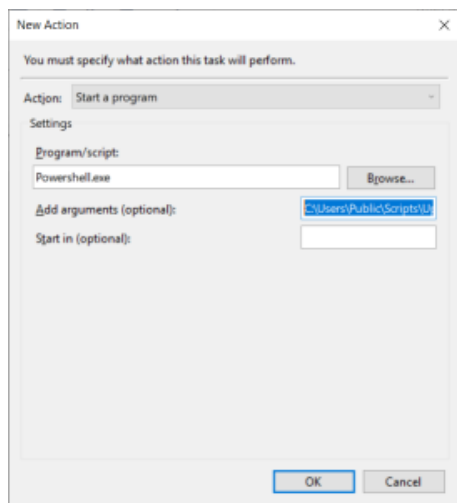 New Action
You must specify what action this task will perform.
Action: Start a program
Settings
Program/script:
Powershell.exe Browse...
Add arguments (optional): C:\Users\Public\Scripts\U
Start in (optional):
OK Cancel